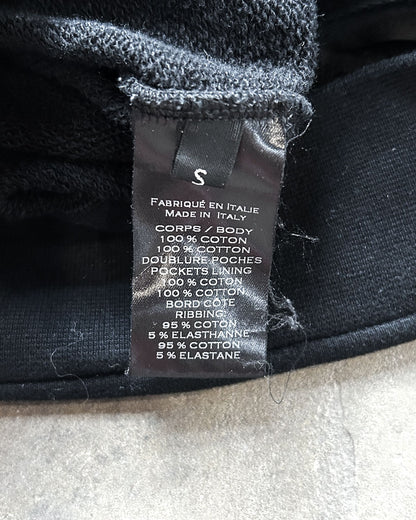 S
Fabriqué en Italie
Made in Italy
CORPS / BODY
100 % COTON
100 % COTTON
DOUBLURE POCHES
POCKETS LINING
100 % COTON
100 % COTTON
BORD CÔTE
RIBBING:
95 % COTON
5 % ELASTHANNE
95 % COTTON
5 % ELASTANE